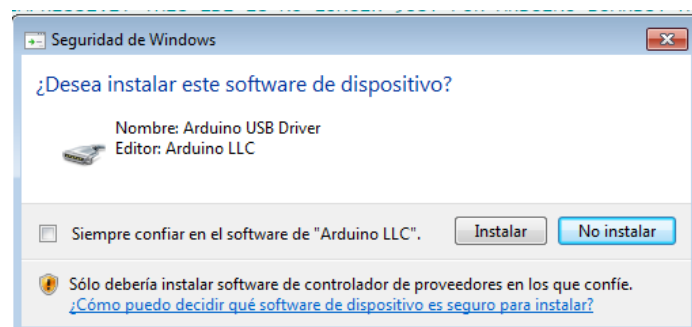 Seguridad de Windows
¿Desea instalar este software de dispositivo?
Nombre: Arduino USB Driver
Editor: Arduino LLC
Siempre confiar en el software de "Arduino LLC".
Instalar
No instalar
Sólo debería instalar software de controlador de proveedores en los que confíe.
¿Cómo puedo decidir qué software de dispositivo es seguro para instalar?